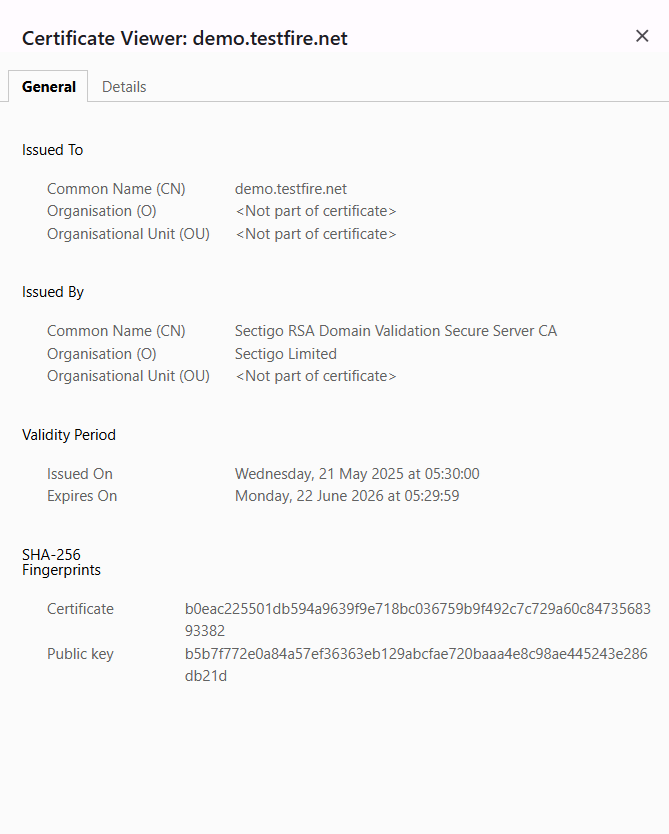 Certificate Viewer: demo.testfire.net
General Details
Issued To
Common Name (CN) demo.testfire.net
Organisation (O) <Not part of certificate>
Organisational Unit (OU) <Not part of certificate>
Issued By
Common Name (CN) Sectigo RSA Domain Validation Secure Server CA
Organisation (O) Sectigo Limited
Organisational Unit (OU) <Not part of certificate>
Validity Period
Issued On Wednesday, 21 May 2025 at 05:30:00
Expires On Monday, 22 June 2026 at 05:29:59
SHA-256
Fingerprints
Certificate b0eac225501db594a9639f9e718bc036759b9f492c7c729a60c84735683
93382
Public key b5b7f772e0a84a57ef36363eb129abcfae720baaa4e8c98ae445243e286
db21d